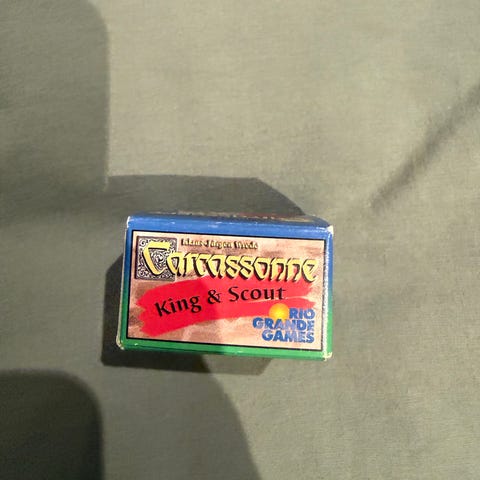 Klaus-Jürgen Wrede
Carcassonne
King & Scout
RIO
GRANDE
GAMES